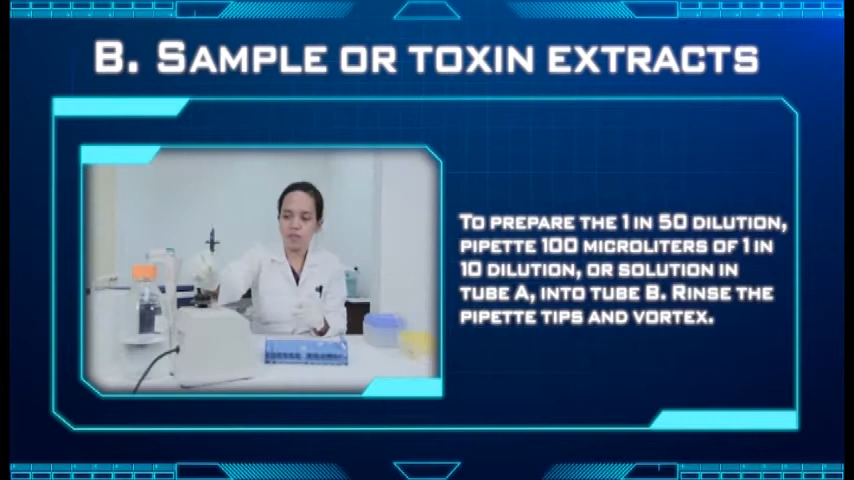 B. SAMPLE OR TOXIN EXTRACTS
TO PREPARE THE 1 IN 50 DILUTION,
PIPETTE 100 MICROLITERS OF 1 IN
10 DILUTION, OR SOLUTION IN
TUBE A, INTO TUBE B. RINSE THE
PIPETTE TIPS AND VORTEX.